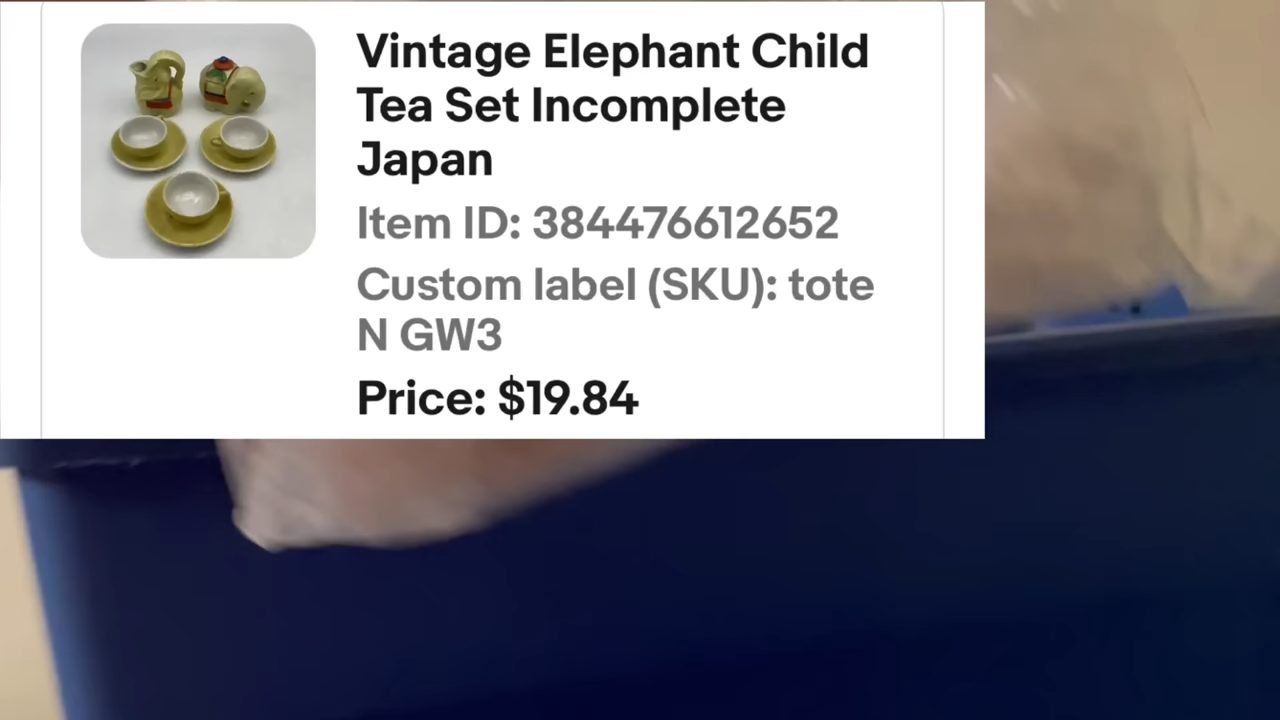 Vintage Elephant Child
Tea Set Incomplete
Japan
Item ID: 384476612652
Custom label (SKU): tote
N GW3
Price: $19.84